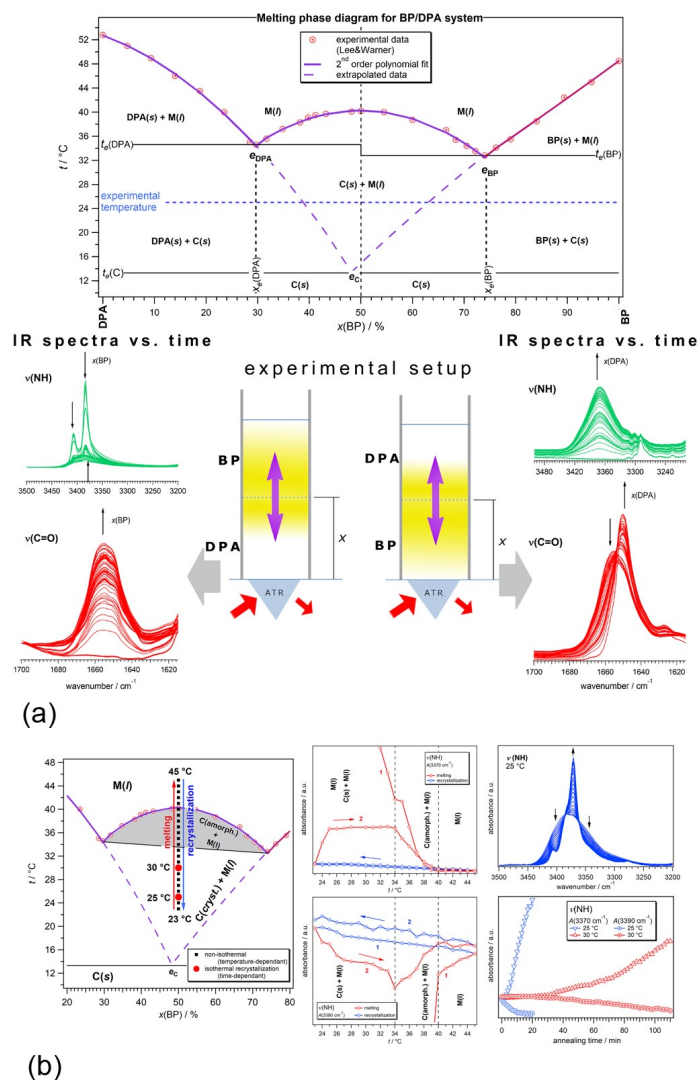 Melting phase diagram for BP/DPA system
experimental data
(Lee&Warner)
2nd order polynomial fit
extrapolated data
t / °C
52
48
44
40
36
32
28
24
20
16
12
DPA(s) + M(l)
M(l)
M(l)
BP(s) + M(l)
te(DPA)
te(BP)
eDPA
eBP
C(s) + M(l)
experimental
temperature
DPA(s) + C(s)
BP(s) + C(s)
te(C)
xe(DPA)
xe(BP)
eC
C(s)
C(s)
0 10 20 30 40 50 60 70 80 90 100
DPA
x(BP) / %
BP
IR spectra vs. time
IR spectra vs. time
experimental setup
ν(NH)
x(BP)
3500 3450 3400 3350 3300 3250 3200
ν(C=O)
x(BP)
1700 1680 1660 1640 1620
wavenumber / cm-1
BP
DPA
x
ATR
DPA
BP
x
ATR
x(DPA)
ν(NH)
3480 3420 3360 3300 3240
x(DPA)
ν(C=O)
1700 1680 1660 1640 1620
wavenumber / cm-1
(a)
t / °C
48
44
40
36
32
28
24
20
16
12
M(l)
45 °C
melting
recrystallization
C(amorph.)
+
M(l)
30 °C
25 °C
23 °C
C(cryst.) + M(l)
eC
C(s)
non-isothermal
(temperature-dependant)
isothermal recrystallization
(time-dependant)
20 30 40 50 60 70 80
x(BP) / %
absorbance / a.u.
M(l)
C(s) + M(l)
1
2
ν(NH)
A(3370 cm-1)
melting
recrystallization
C(amorph.) + M(l)
M(l)
24 26 28 30 32 34 36 38 40 42 44
t / °C
absorbance / a.u.
2
1
C(s) + M(l)
2
1
C(amorph.) + M(l)
M(l)
ν(NH)
A(3390 cm-1)
melting
recrystallization
24 26 28 30 32 34 36 38 40 42 44
t / °C
ν(NH)
25 °C
absorbance / a.u.
3500 3450 3400 3350 3300 3250 3200
wavenumber / cm-1
absorbance / a.u.
ν(NH)
A(3370 cm-1) A(3390 cm-1)
25 °C 25 °C
30 °C 30 °C
0 20 40 60 80 100
annealing time / min
(b)